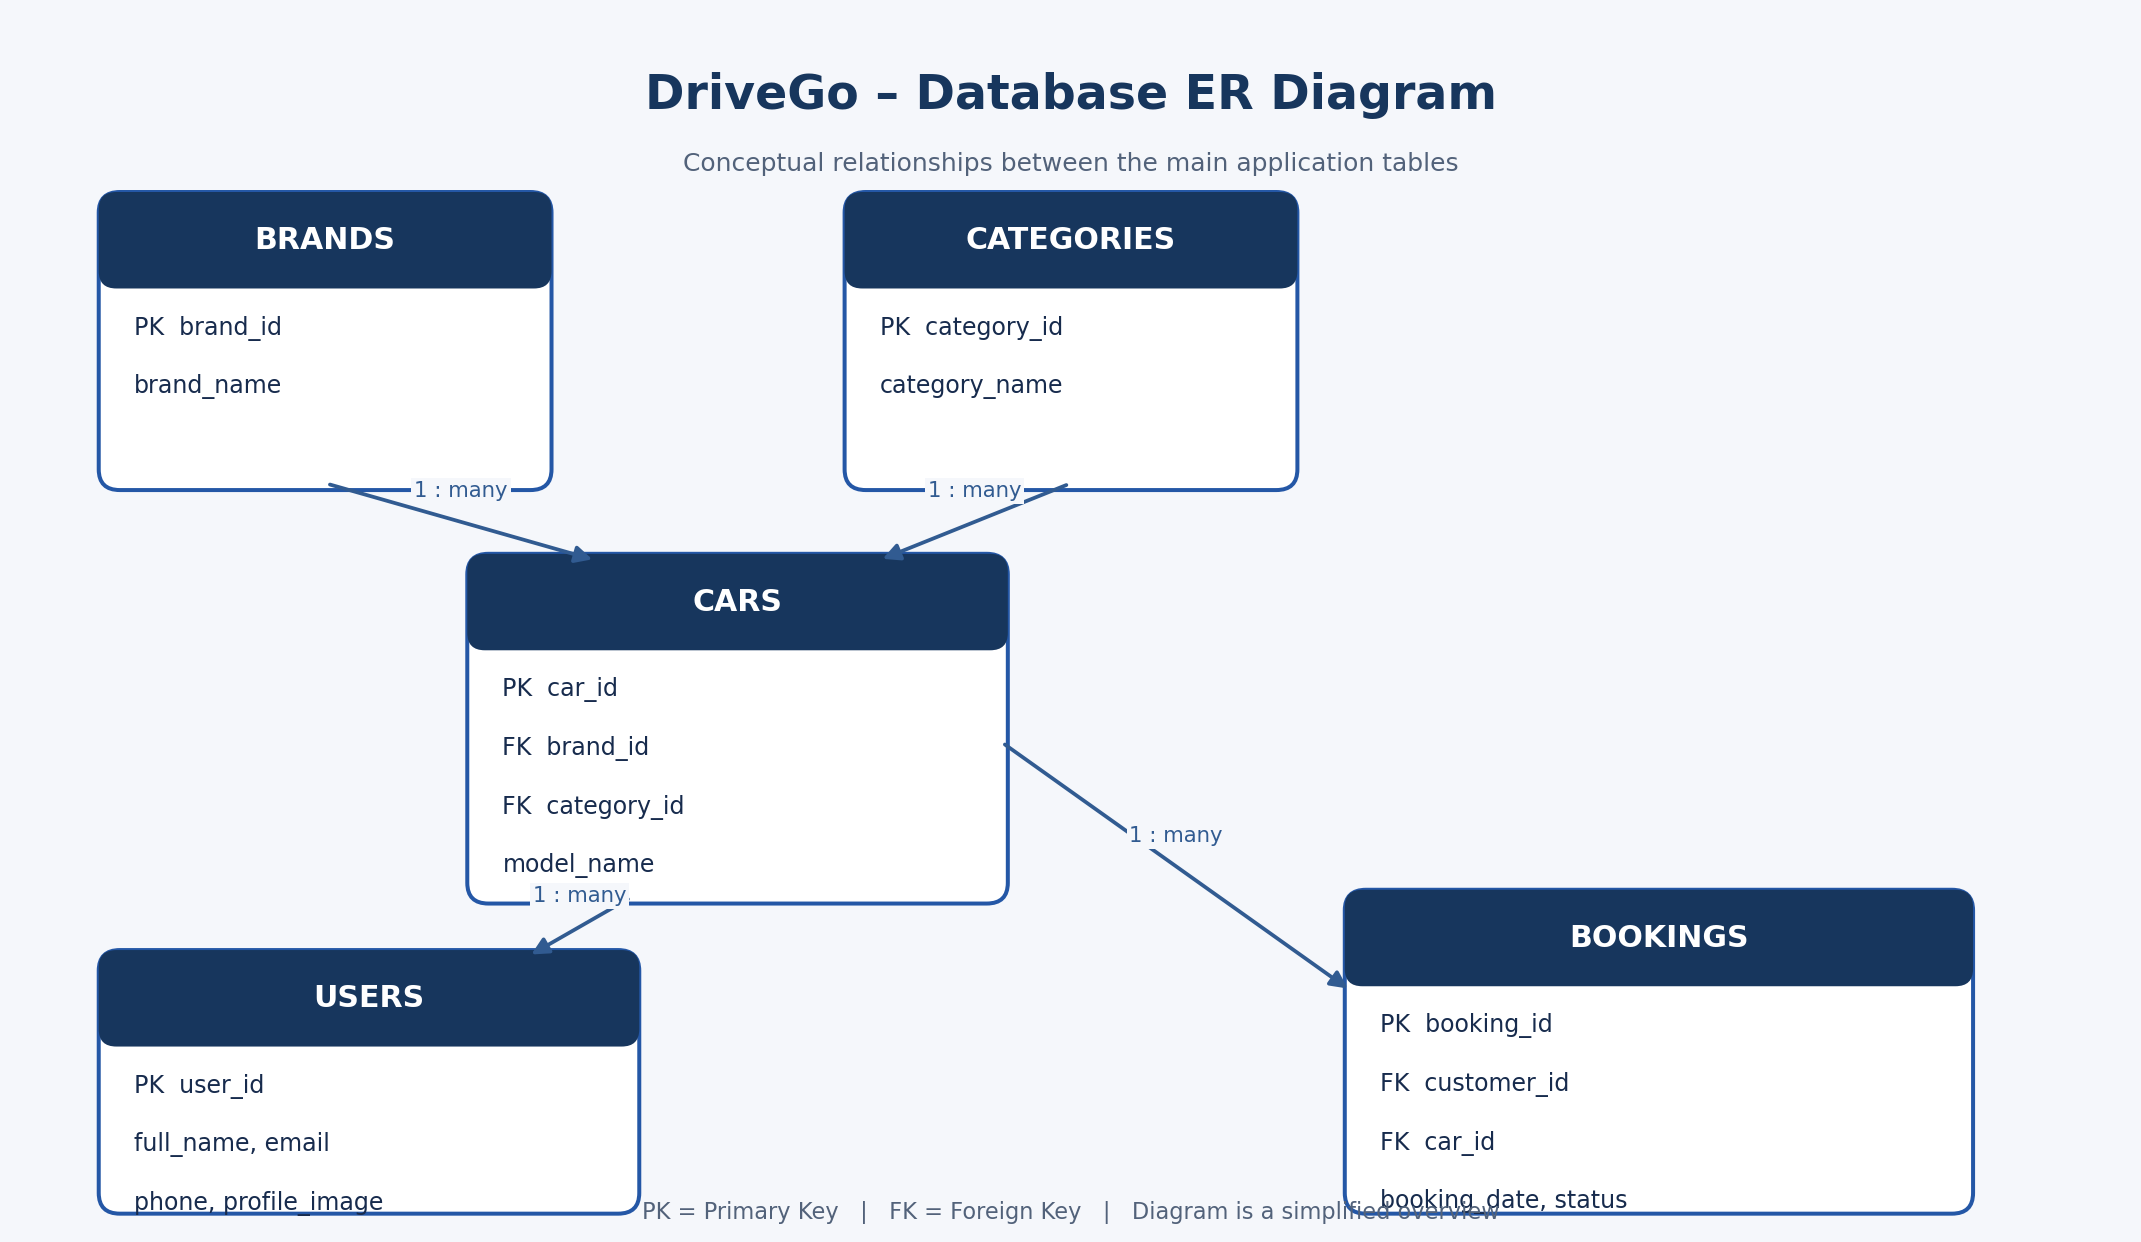 DriveGo – Database ER Diagram
Conceptual relationships between the main application tables
BRANDS
PK brand_id
brand_name
1 : many
CATEGORIES
PK category_id
category_name
1 : many
CARS
PK car_id
FK brand_id
FK category_id
model_name
1 : many
1 : many
USERS
PK user_id
full_name, email
phone, profile_image
BOOKINGS
PK booking_id
FK customer_id
FK car_id
booking_date, status
PK = Primary Key | FK = Foreign Key | Diagram is a simplified overview